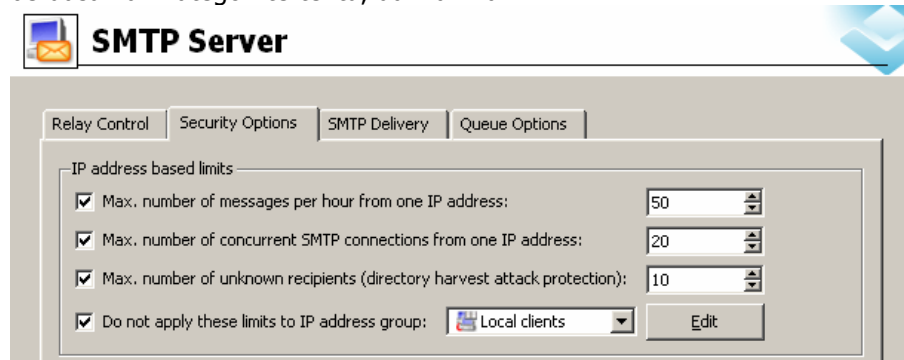 SMTP Server
Relay Control Security Options SMTP Delivery Queue Options
IP address based limits
Max. number of messages per hour from one IP address: 50
Max. number of concurrent SMTP connections from one IP address: 20
Max. number of unknown recipients (directory harvest attack protection): 10
Do not apply these limits to IP address group: Local clients Edit